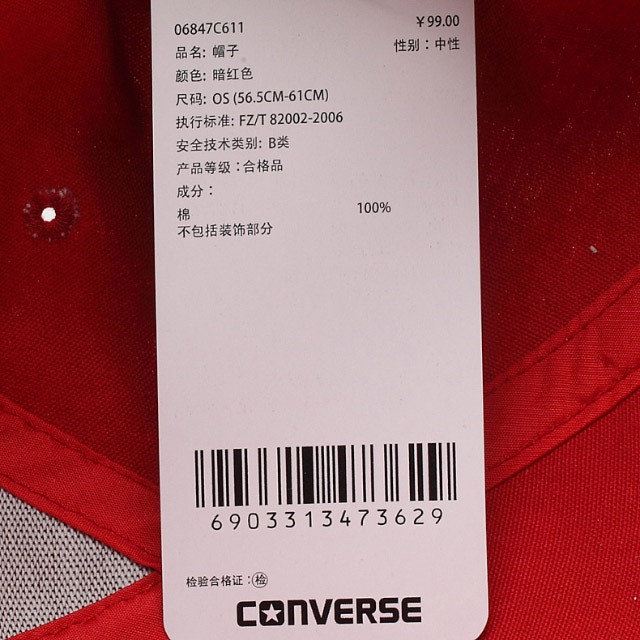 06847C611 ￥99.00
品名: 帽子 性别：中性
颜色: 暗红色
尺码: OS (56.5CM-61CM)
执行标准: FZ/T 82002-2006
安全技术类别: B类
产品等级：合格品
成分：
棉 100%
不包括装饰部分
6903313473629
检验合格证：㊬
CONVERSE